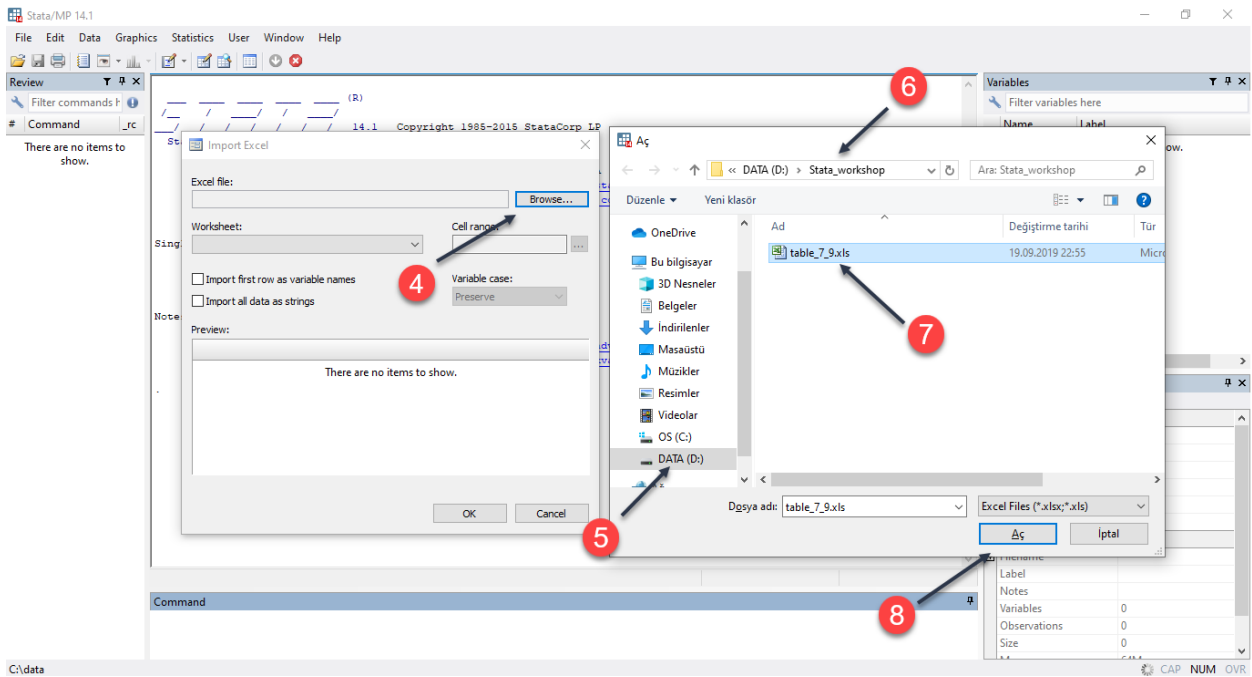 Stata/MP 14.1
File Edit Data Graphics Statistics User Window Help
Review
Filter commands h
# Command _rc
There are no items to show.
(R)
14.1 Copyright 1985-2015 StataCorp LP
St
Sing
Note
Import Excel
Excel file:
Browse...
Worksheet:
Cell range:
...
Import first row as variable names
Import all data as strings
Variable case:
Preserve
Preview:
There are no items to show.
OK
Cancel
4
5
6
7
8
Aç
« DATA (D:) › Stata_workshop
Ara: Stata_workshop
Düzenle
Yeni klasör
OneDrive
Bu bilgisayar
3D Nesneler
Belgeler
İndirilenler
Masaüstü
Müzikler
Resimler
Videolar
OS (C:)
DATA (D:)
Ad
Değiştirme tarihi
Tür
table_7_9.xls
19.09.2019 22:55
Micro
Dosya adı:
table_7_9.xls
Excel Files (*.xlsx;*.xls)
Aç
İptal
Variables
Filter variables here
Name Label
ow.
Filename
Label
Notes
Variables 0
Observations 0
Size 0
Command
C:\data
CAP NUM OVR